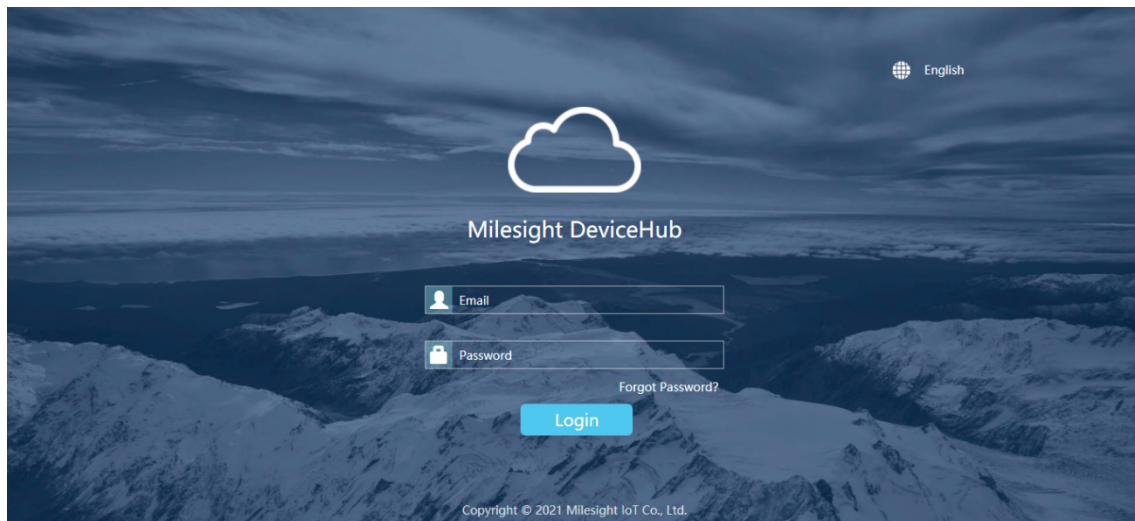 English
Milesight DeviceHub
Email
Password
Forgot Password?
Login
Copyright © 2021 Milesight IoT Co., Ltd.